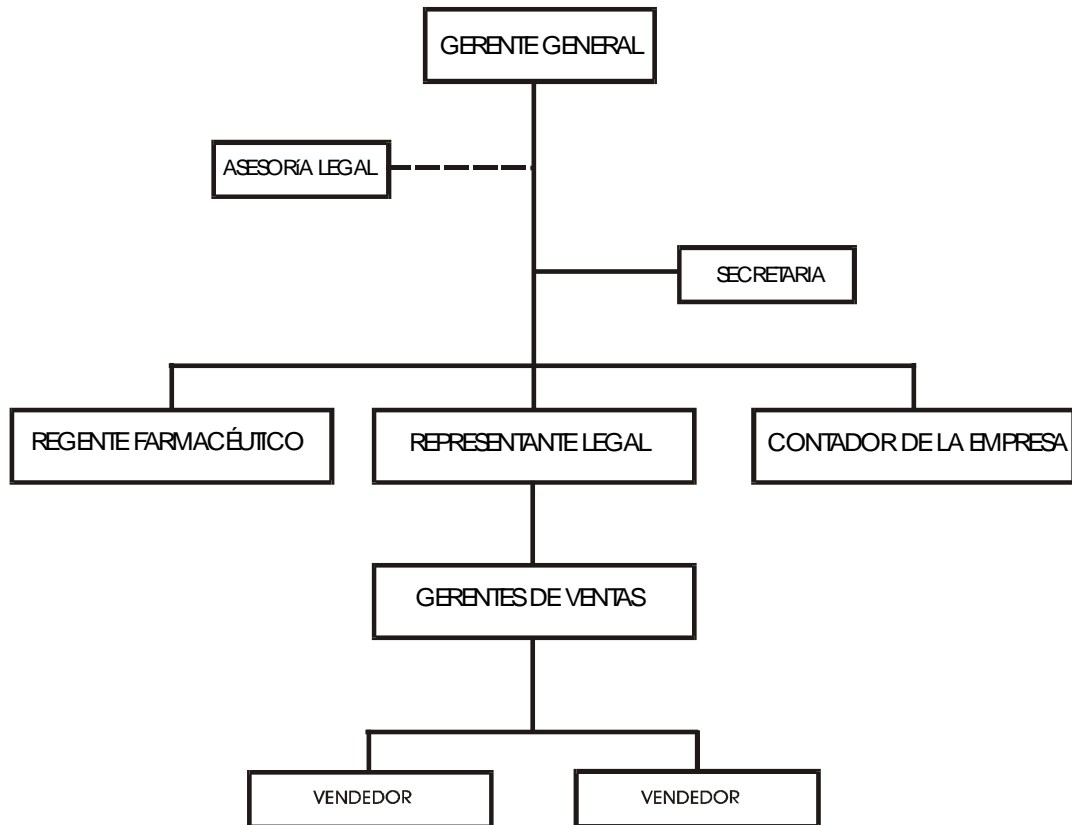 GERENTE GENERAL
ASESORíA LEGAL
SECRETARIA
REGENTE FARMACÉUTICO
REPRESENTANTE LEGAL
CONTADOR DE LA EMPRESA
GERENTES DE VENTAS
VENDEDOR
VENDEDOR